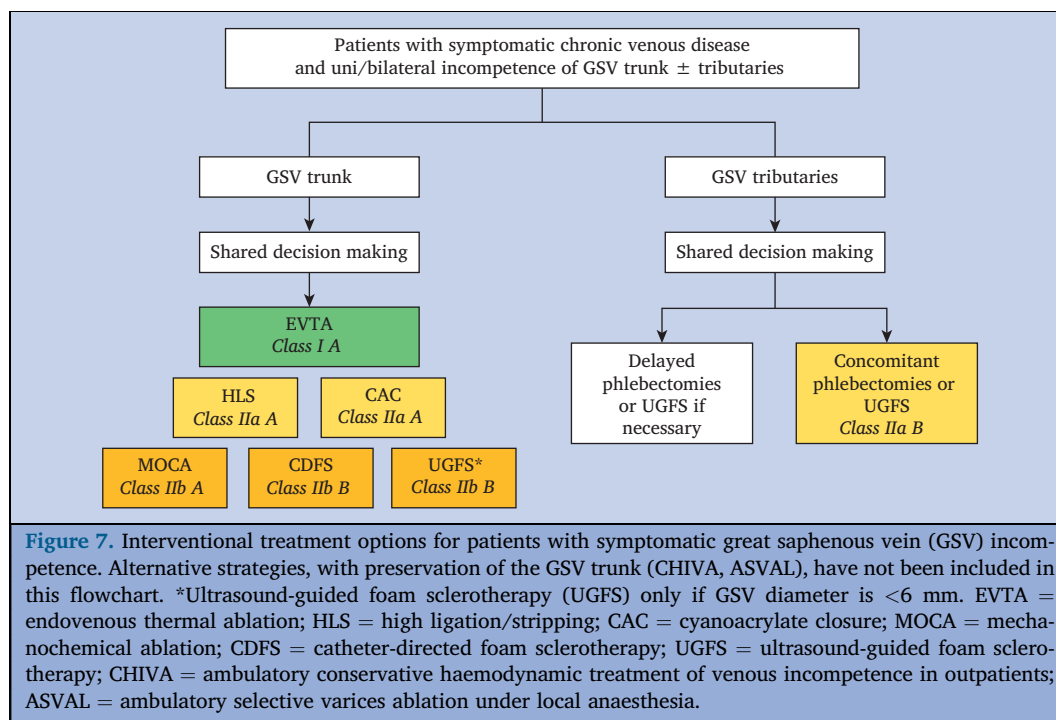 Patients with symptomatic chronic venous disease
and uni/bilateral incompetence of GSV trunk ± tributaries
GSV trunk
GSV tributaries
Shared decision making
Shared decision making
EVTA
Class I A
HLS
Class IIa A
CAC
Class IIa A
MOCA
Class IIb A
CDFS
Class IIb B
UGFS*
Class IIb B
Delayed
phlebectomies
or UGFS if
necessary
Concomitant
phlebectomies or
UGFS
Class IIa B
Figure 7. Interventional treatment options for patients with symptomatic great saphenous vein (GSV) incom-
petence. Alternative strategies, with preservation of the GSV trunk (CHIVA, ASVAL), have not been included in
this flowchart. *Ultrasound-guided foam sclerotherapy (UGFS) only if GSV diameter is <6 mm. EVTA =
endovenous thermal ablation; HLS = high ligation/stripping; CAC = cyanoacrylate closure; MOCA = mecha-
nochemical ablation; CDFS = catheter-directed foam sclerotherapy; UGFS = ultrasound-guided foam sclero-
therapy; CHIVA = ambulatory conservative haemodynamic treatment of venous incompetence in outpatients;
ASVAL = ambulatory selective varices ablation under local anaesthesia.